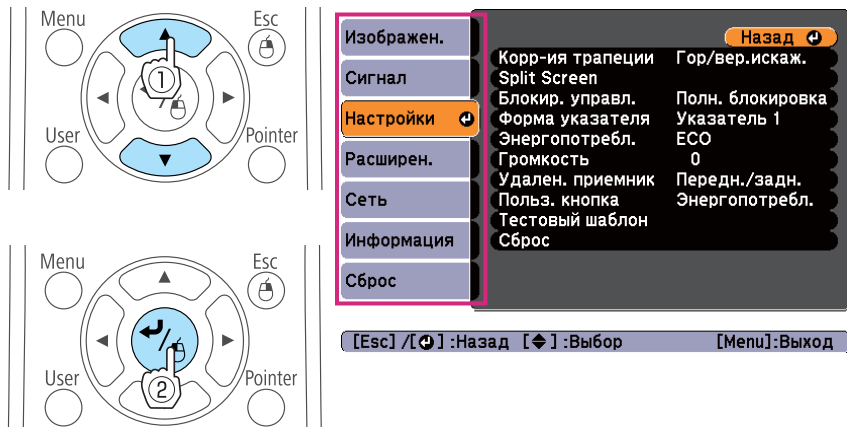 Menu
Esc
①
User
Pointer
Menu
Esc
User
Pointer
②
Изображен.
Сигнал
Настройки
Расширен.
Сеть
Информация
Сброс
Назад
Корр-ия трапеции Гор/вер.искаж.
Split Screen
Блокир. управл. Полн. блокировка
Форма указателя Указатель 1
Энергопотребл. ECO
Громкость 0
Удален. приемник Передн./задн.
Польз. кнопка Энергопотребл.
Тестовый шаблон
Сброс
[Esc] /[ ] :Назад [ ] :Выбор [Menu]:Выход